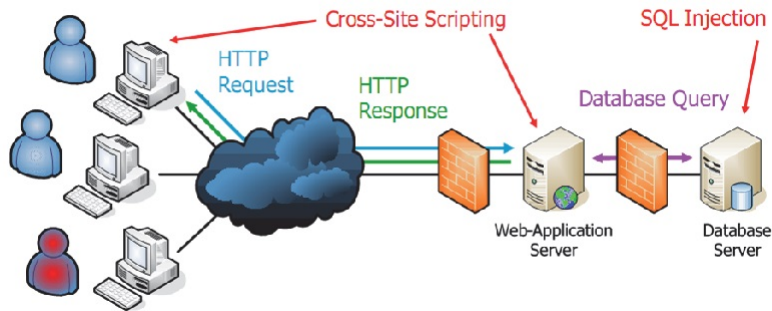 Cross-Site Scripting
SQL Injection
HTTP
Request
HTTP
Response
Database Query
Web-Application
Server
Database
Server